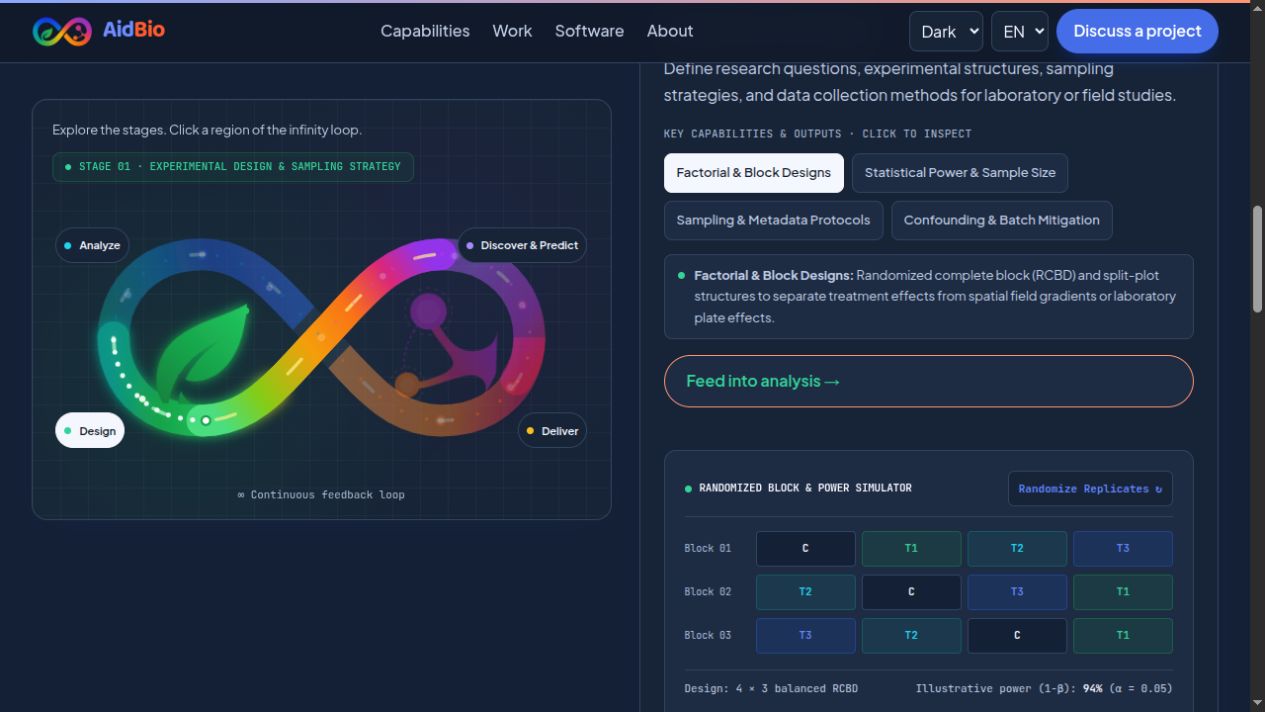 AidBio
Capabilities Work Software About
Dark
EN
Discuss a project
Explore the stages. Click a region of the infinity loop.
STAGE 01 · EXPERIMENTAL DESIGN & SAMPLING STRATEGY
Analyze
Discover & Predict
Design
Deliver
∞ Continuous feedback loop
Define research questions, experimental structures, sampling
strategies, and data collection methods for laboratory or field studies.
KEY CAPABILITIES & OUTPUTS · CLICK TO INSPECT
Factorial & Block Designs
Statistical Power & Sample Size
Sampling & Metadata Protocols
Confounding & Batch Mitigation
Factorial & Block Designs: Randomized complete block (RCBD) and split-plot
structures to separate treatment effects from spatial field gradients or laboratory
plate effects.
Feed into analysis →
RANDOMIZED BLOCK & POWER SIMULATOR
Randomize Replicates ↻
Block 01 C T1 T2 T3
Block 02 T2 C T3 T1
Block 03 T3 T2 C T1
Design: 4 × 3 balanced RCBD
Illustrative power (1-β): 94% (α = 0.05)